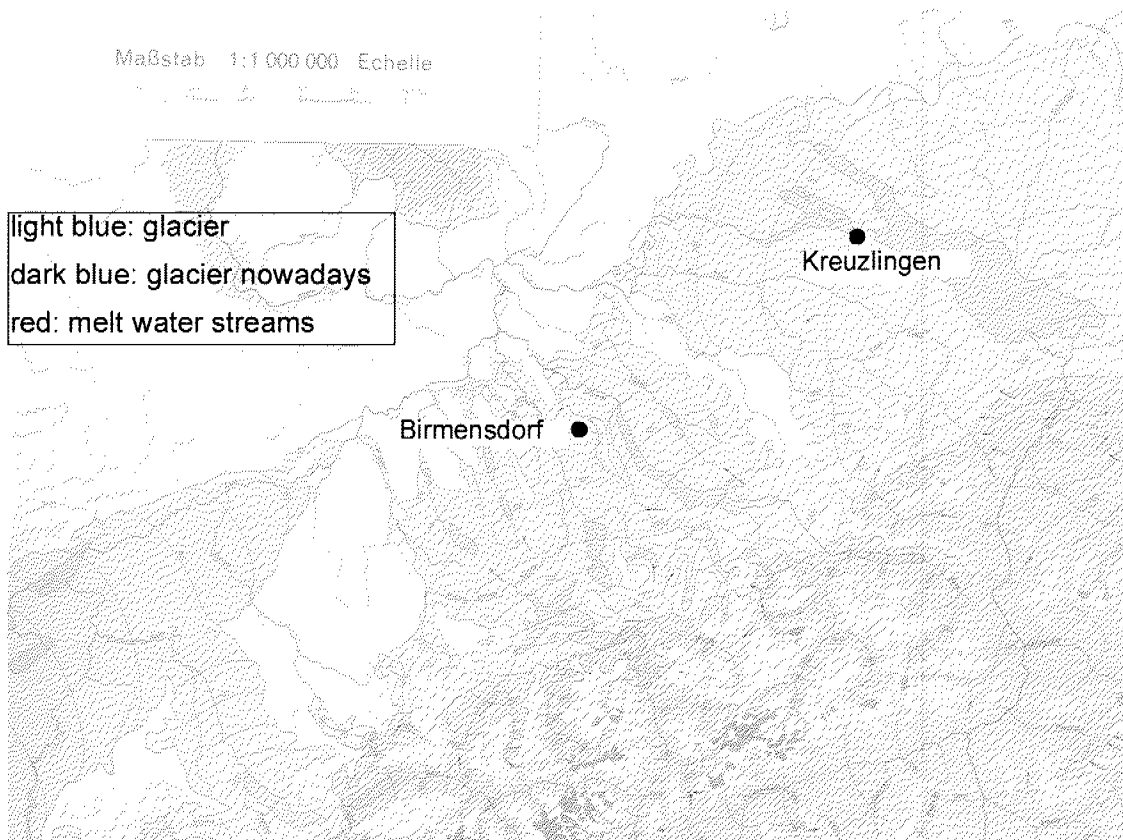 Maßstab 1:1 000 000 Echelle
light blue: glacier
dark blue: glacier nowadays
red: melt water streams
Kreuzlingen
Birmensdorf